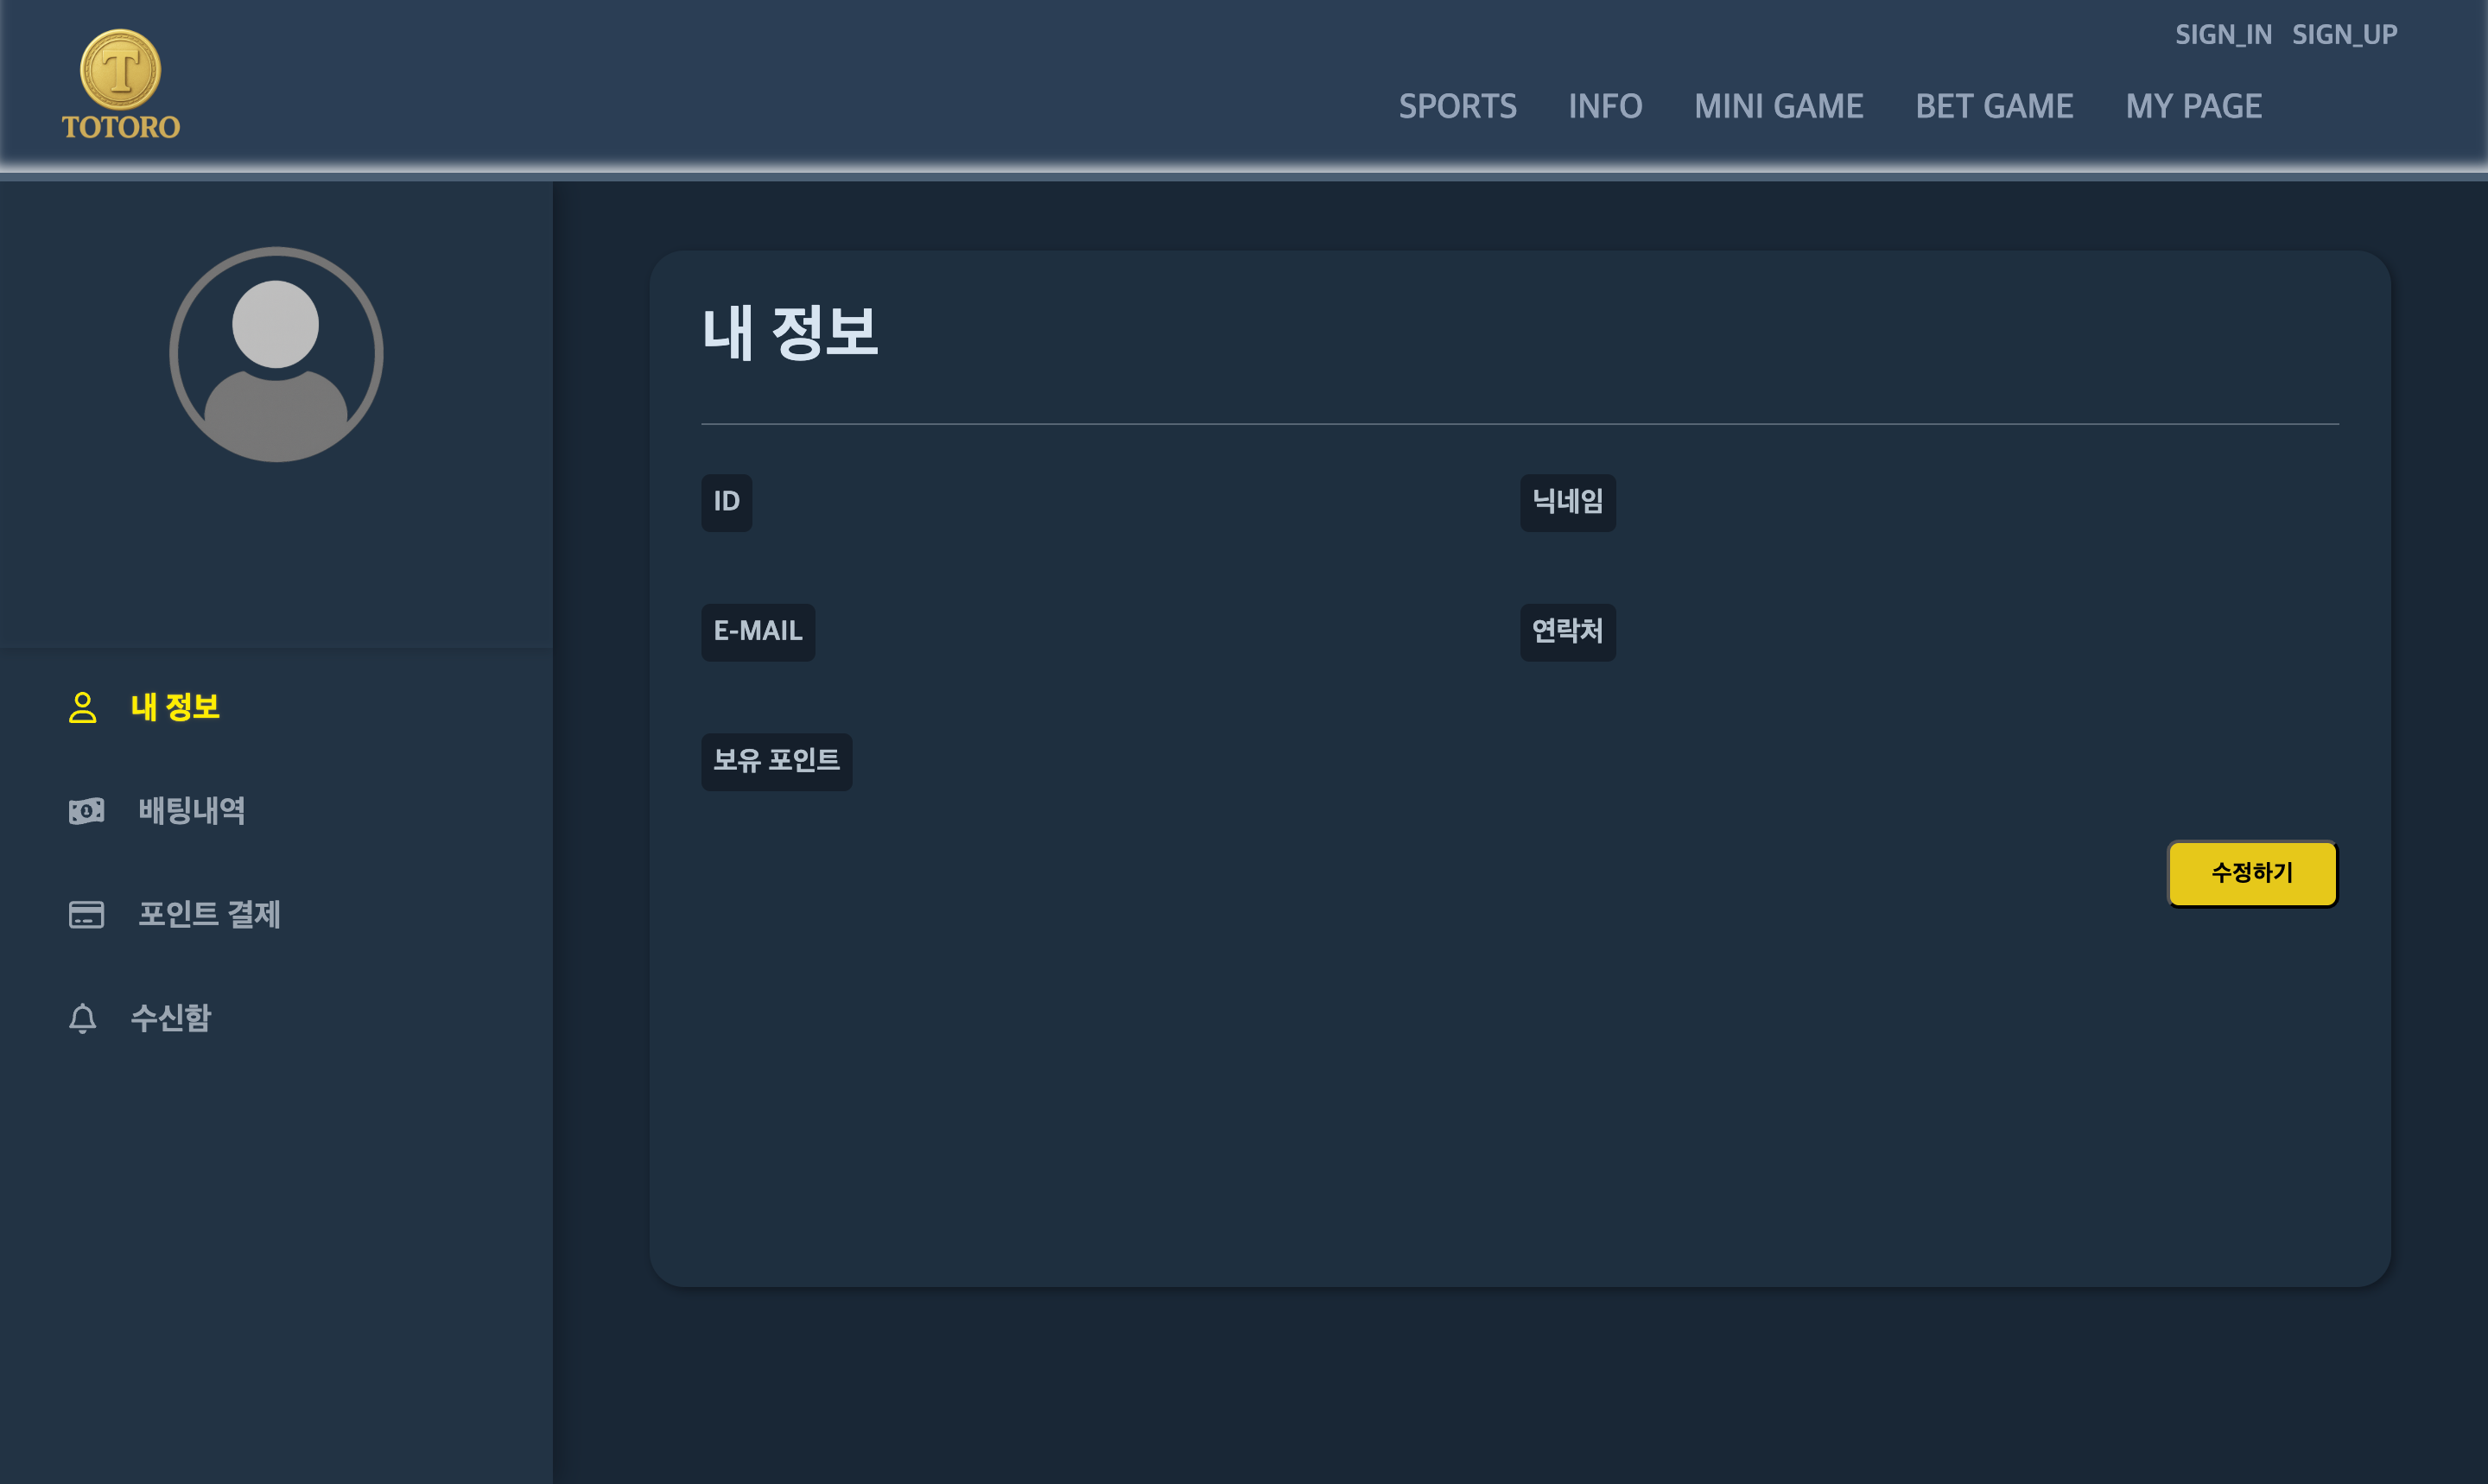 SIGN_IN SIGN_UP
T
TOTORO
SPORTS INFO MINI GAME BET GAME MY PAGE
내 정보
배팅내역
포인트 결제
수신함
내 정보
ID
닉네임
E-MAIL
연락처
보유 포인트
수정하기